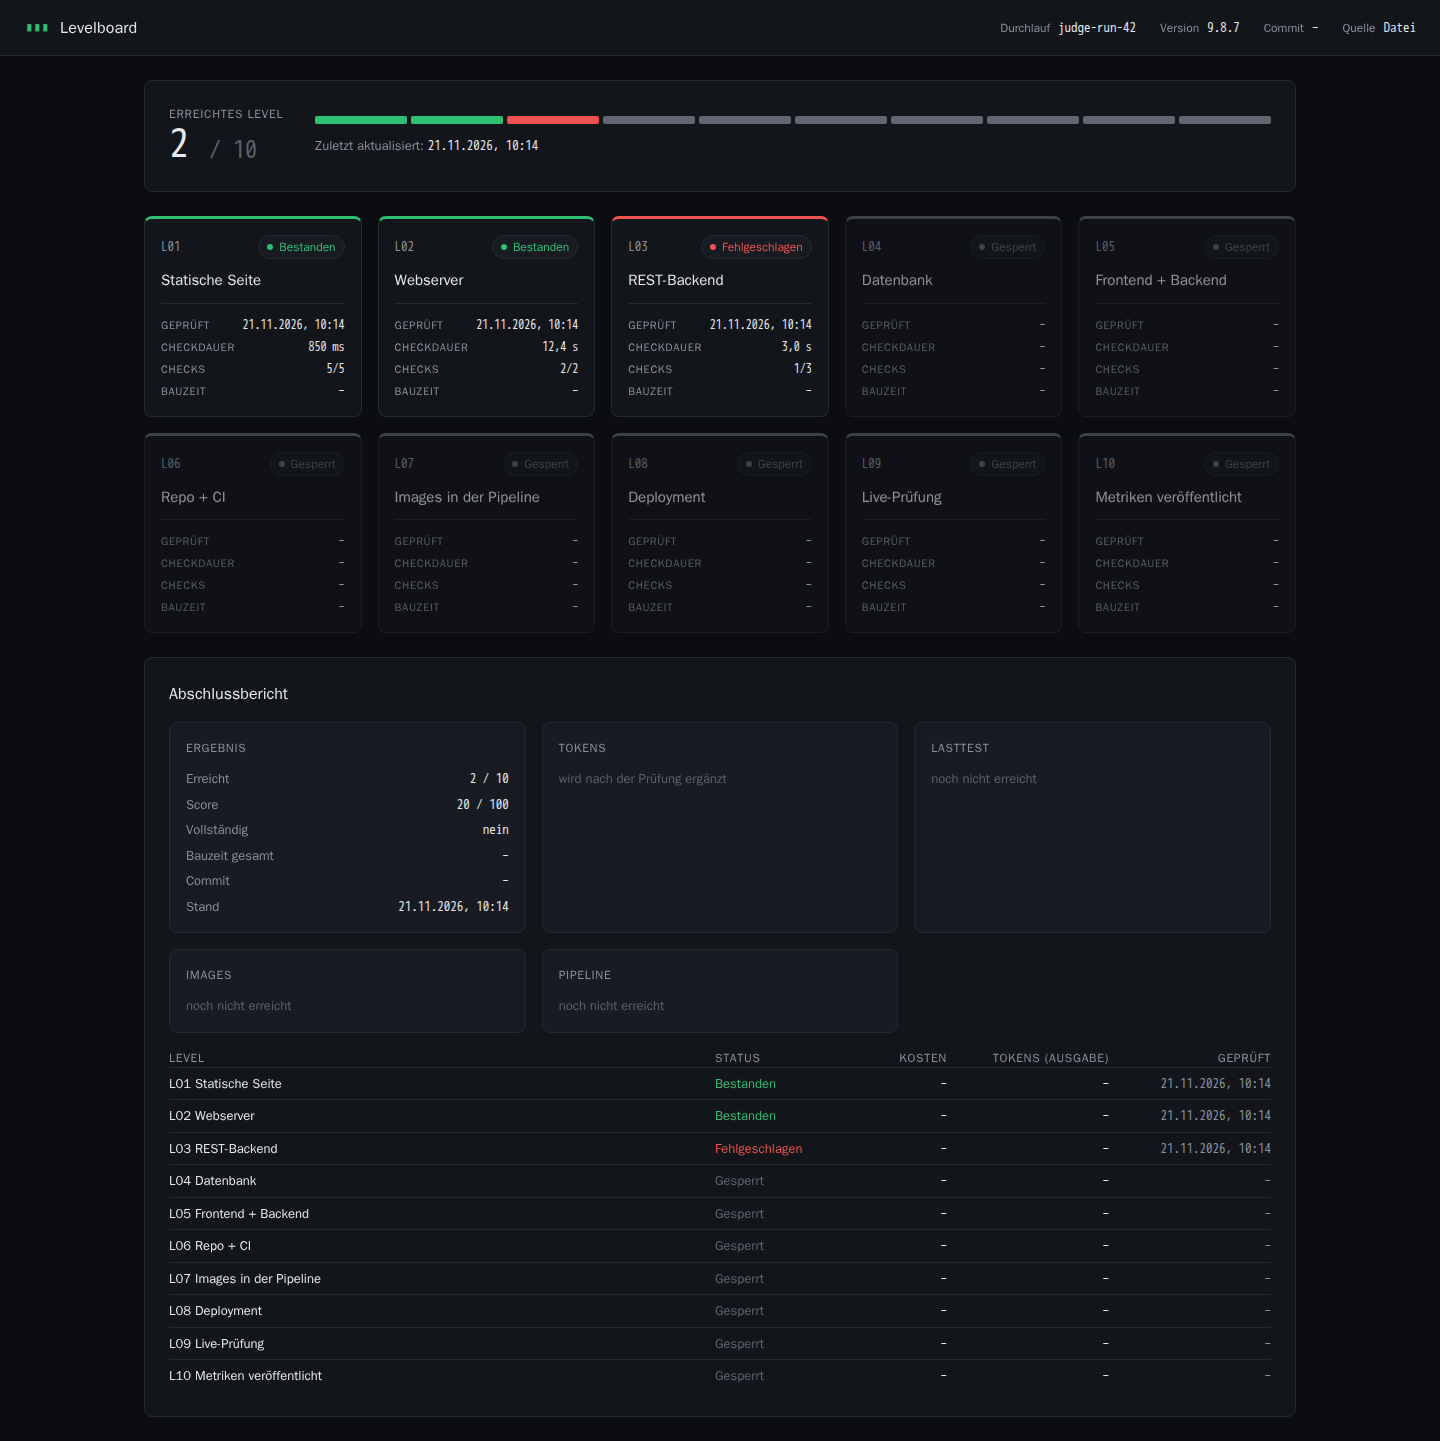 Levelboard
Durchlauf judge-run-42 Version 9.8.7 Commit – Quelle Datei
ERREICHTES LEVEL
2 / 10
Zuletzt aktualisiert: 21.11.2026, 10:14
L01 Bestanden
Statische Seite
GEPRÜFT 21.11.2026, 10:14
CHECKDAUER 850 ms
CHECKS 5/5
BAUZEIT –
L02 Bestanden
Webserver
GEPRÜFT 21.11.2026, 10:14
CHECKDAUER 12,4 s
CHECKS 2/2
BAUZEIT –
L03 Fehlgeschlagen
REST-Backend
GEPRÜFT 21.11.2026, 10:14
CHECKDAUER 3,0 s
CHECKS 1/3
BAUZEIT –
L04 Gesperrt
Datenbank
GEPRÜFT –
CHECKDAUER –
CHECKS –
BAUZEIT –
L05 Gesperrt
Frontend + Backend
GEPRÜFT –
CHECKDAUER –
CHECKS –
BAUZEIT –
L06 Gesperrt
Repo + CI
GEPRÜFT –
CHECKDAUER –
CHECKS –
BAUZEIT –
L07 Gesperrt
Images in der Pipeline
GEPRÜFT –
CHECKDAUER –
CHECKS –
BAUZEIT –
L08 Gesperrt
Deployment
GEPRÜFT –
CHECKDAUER –
CHECKS –
BAUZEIT –
L09 Gesperrt
Live-Prüfung
GEPRÜFT –
CHECKDAUER –
CHECKS –
BAUZEIT –
L10 Gesperrt
Metriken veröffentlicht
GEPRÜFT –
CHECKDAUER –
CHECKS –
BAUZEIT –
Abschlussbericht
ERGEBNIS
Erreicht 2 / 10
Score 20 / 100
Vollständig nein
Bauzeit gesamt –
Commit –
Stand 21.11.2026, 10:14
TOKENS
wird nach der Prüfung ergänzt
LASTTEST
noch nicht erreicht
IMAGES
noch nicht erreicht
PIPELINE
noch nicht erreicht
LEVEL STATUS KOSTEN TOKENS (AUSGABE) GEPRÜFT
L01 Statische Seite Bestanden – – 21.11.2026, 10:14
L02 Webserver Bestanden – – 21.11.2026, 10:14
L03 REST-Backend Fehlgeschlagen – – 21.11.2026, 10:14
L04 Datenbank Gesperrt – – –
L05 Frontend + Backend Gesperrt – – –
L06 Repo + CI Gesperrt – – –
L07 Images in der Pipeline Gesperrt – – –
L08 Deployment Gesperrt – – –
L09 Live-Prüfung Gesperrt – – –
L10 Metriken veröffentlicht Gesperrt – – –